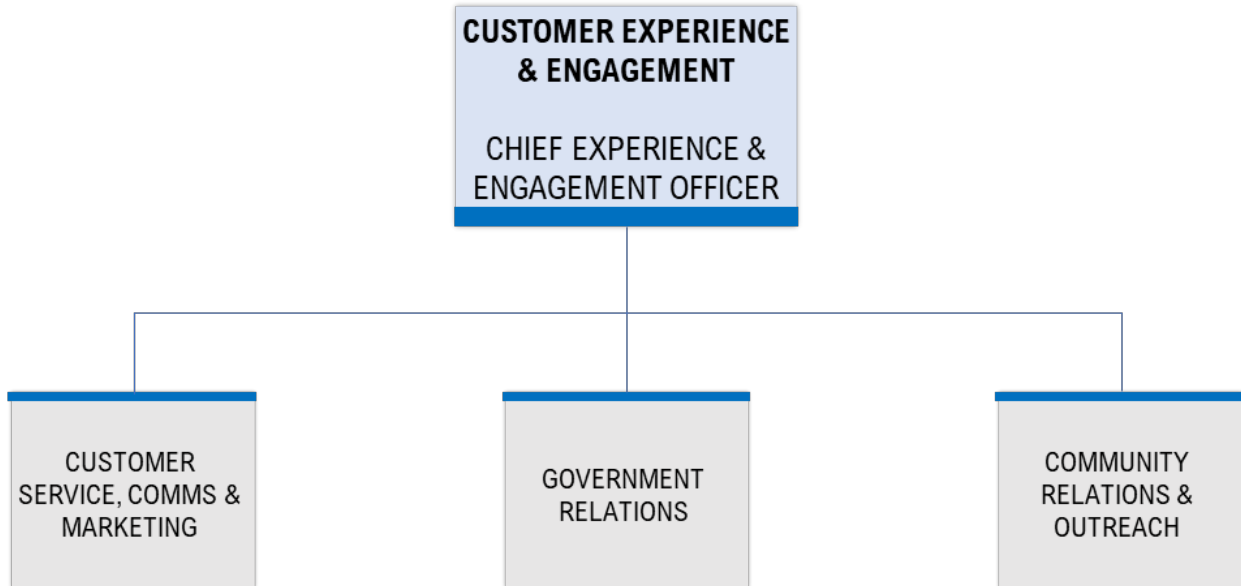 CUSTOMER EXPERIENCE
& ENGAGEMENT
CHIEF EXPERIENCE &
ENGAGEMENT OFFICER
CUSTOMER
SERVICE, COMMS &
MARKETING
GOVERNMENT
RELATIONS
COMMUNITY
RELATIONS &
OUTREACH